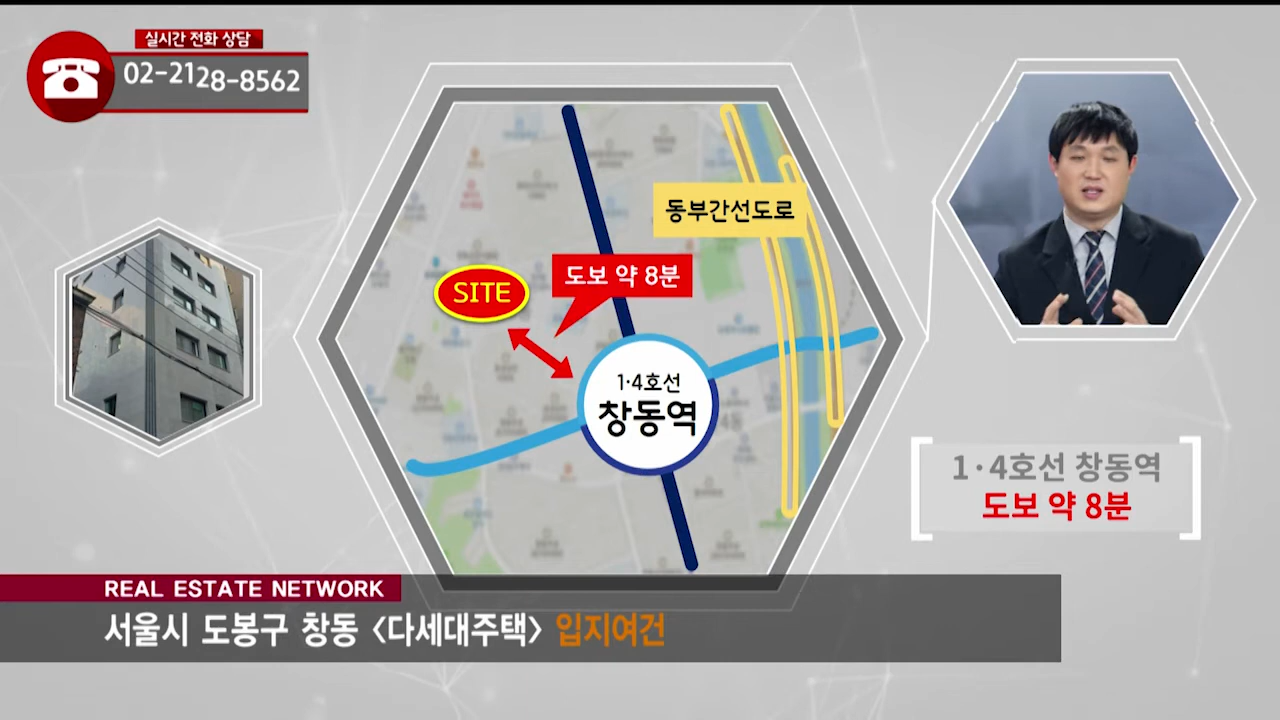 실시간 전화 상담
02-2128-8562
동부간선도로
도보 약 8분
SITE
1·4호선
창동역
1·4호선 창동역
도보 약 8분
REAL ESTATE NETWORK
서울시 도봉구 창동 <다세대주택> 입지여건